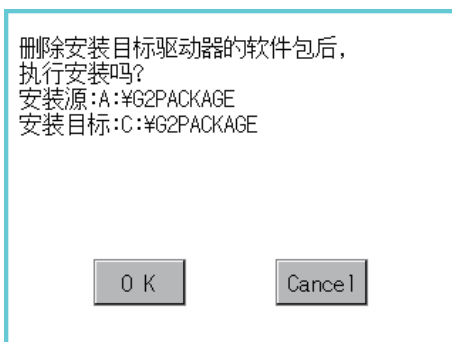 删除安装目标驱动器的软件包后，
执行安装吗?
安装源:A:¥G2PACKAGE
安装目标:C:¥G2PACKAGE
OK
Cancel